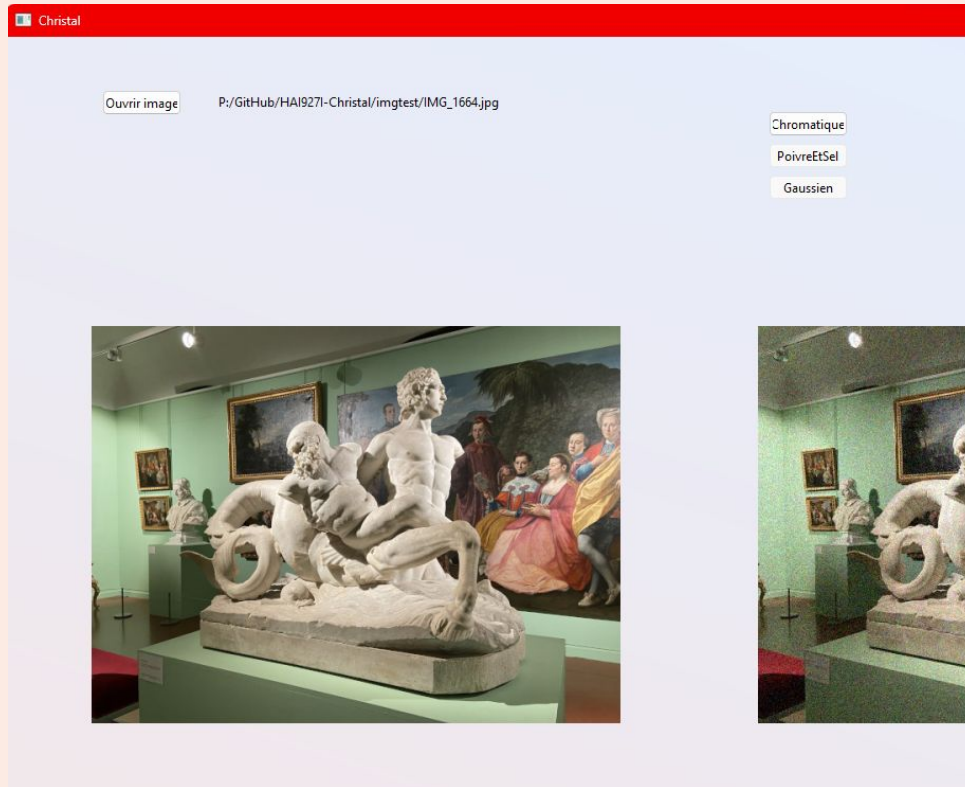 Christal
Ouvrir image
P:/GitHub/HAI927I-Christal/imgtest/IMG_1664.jpg
Chromatique
PoivreEtSel
Gaussien